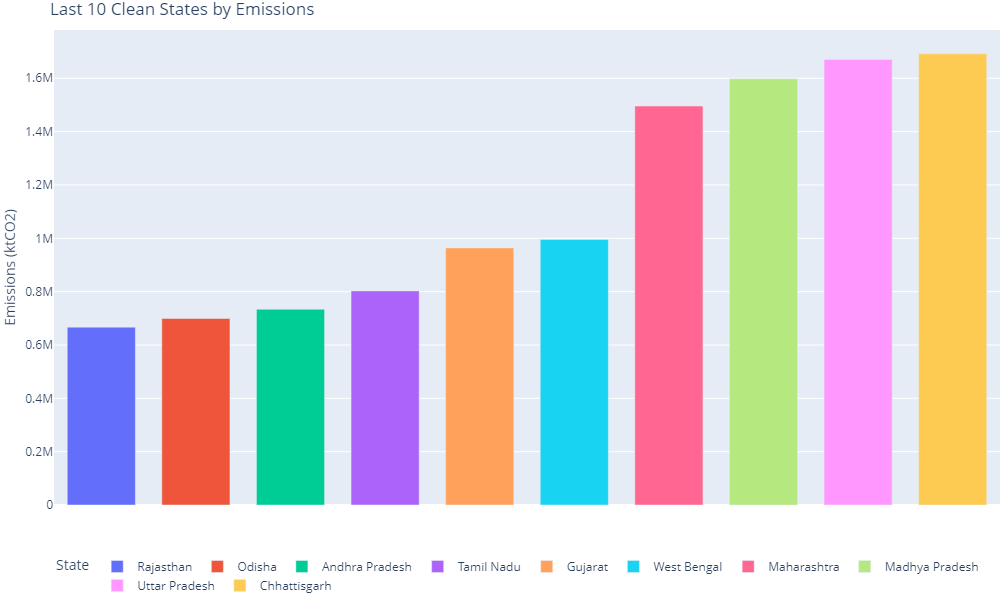 Last 10 Clean States by Emissions
Emissions (ktCO2)
1.6M
1.4M
1.2M
1M
0.8M
0.6M
0.4M
0.2M
0
State
Rajasthan Odisha Andhra Pradesh Tamil Nadu Gujarat West Bengal Maharashtra Madhya Pradesh
Uttar Pradesh Chhattisgarh